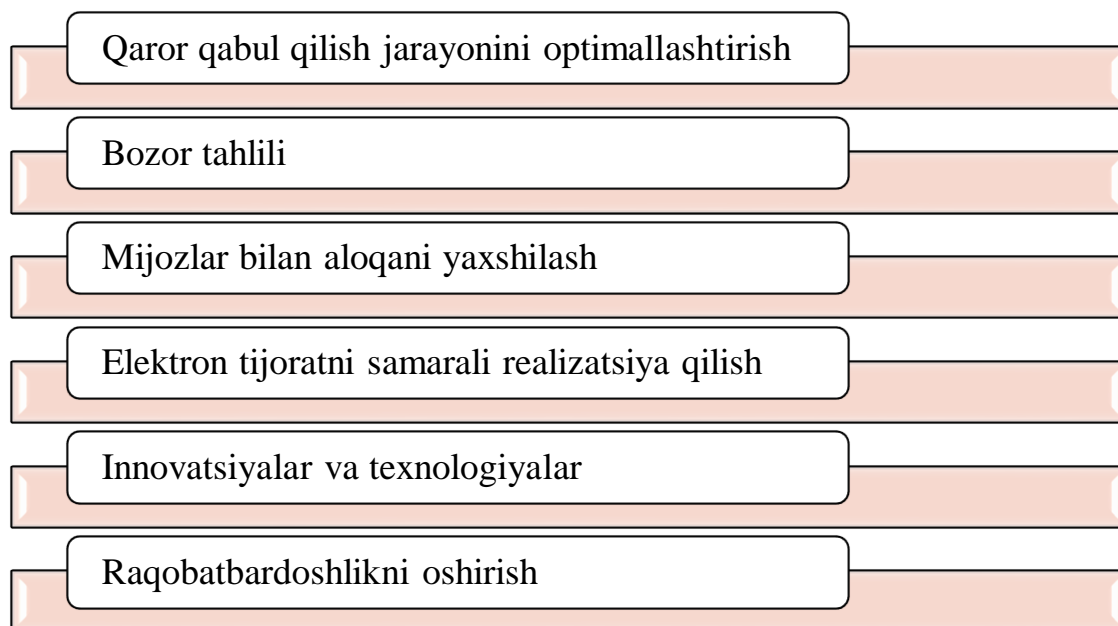 Qaror qabul qilish jarayonini optimallashtirish
Bozor tahlili
Mijozlar bilan aloqani yaxshilash
Elektron tijoratni samarali realizatsiya qilish
Innovatsiyalar va texnologiyalar
Raqobatbardoshlikni oshirish